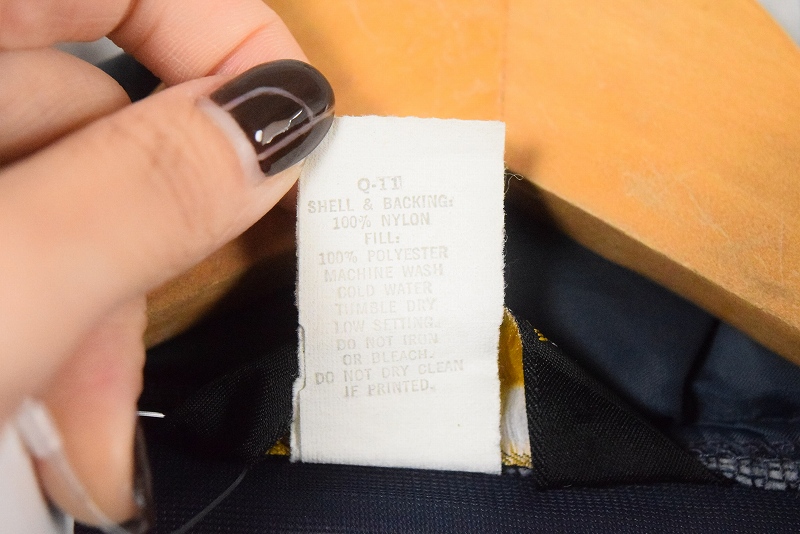 Q-11
SHELL & BACKING:
100% NYLON
FILL:
100% POLYESTER
MACHINE WASH
COLD WATER
TUMBLE DRY
LOW SETTING.
DO NOT IRON
OR BLEACH.
DO NOT DRY CLEAN
IF PRINTED.